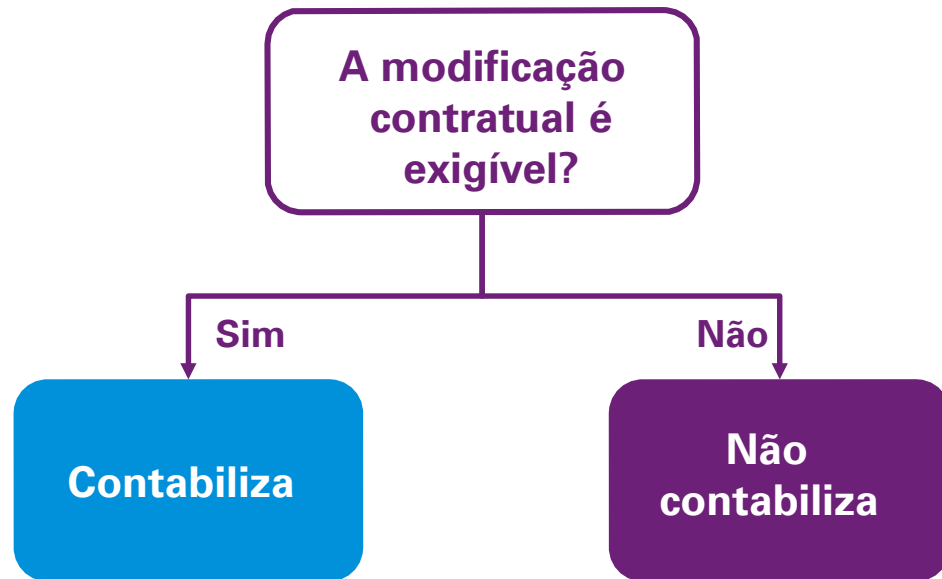 A modificação
contratual é
exigível?
Sim
Não
Contabiliza
Não
contabiliza